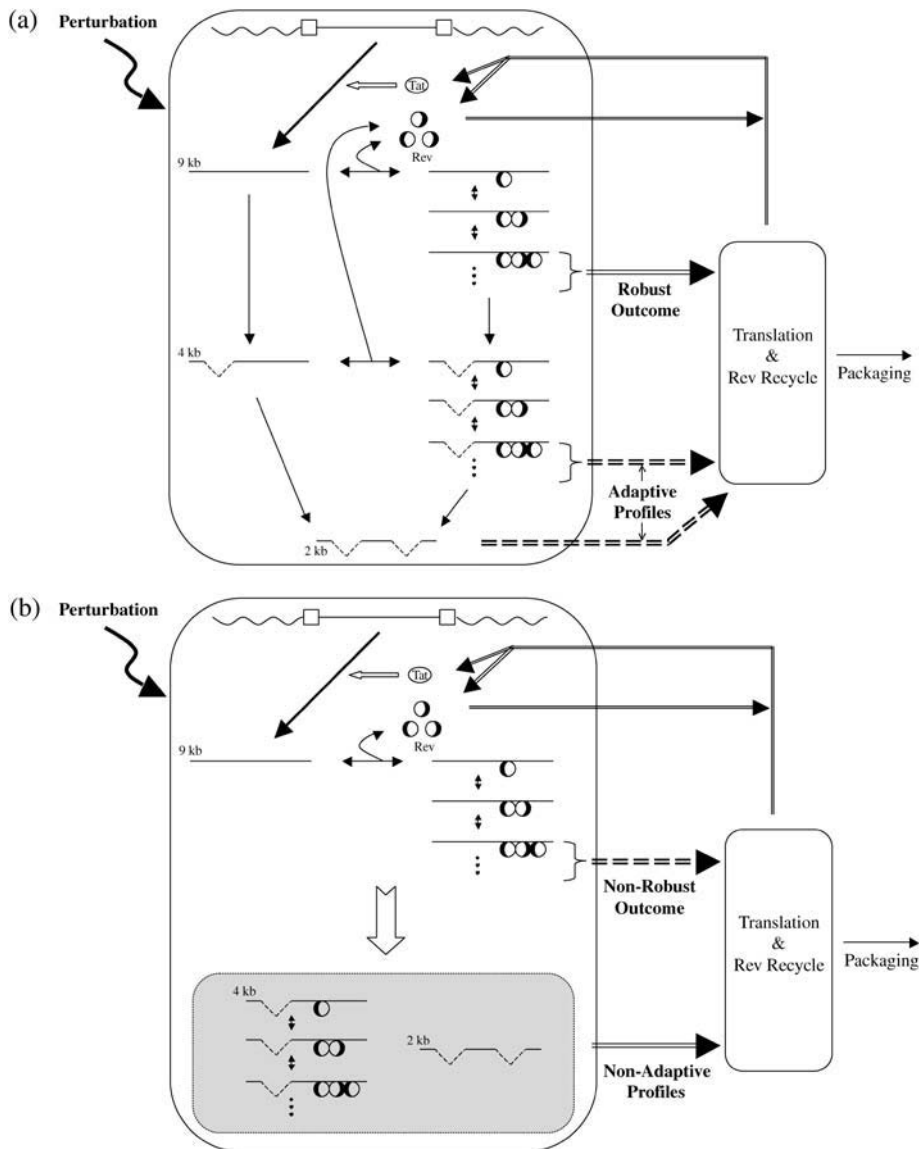 (a)
Perturbation
Tat
Rev
9 kb
Robust
Outcome
Translation
&
Rev Recycle
Packaging
4 kb
Adaptive
Profiles
2 kb
(b)
Perturbation
Tat
Rev
9 kb
Non-Robust
Outcome
Translation
&
Rev Recycle
Packaging
4 kb
2 kb
Non-Adaptive
Profiles